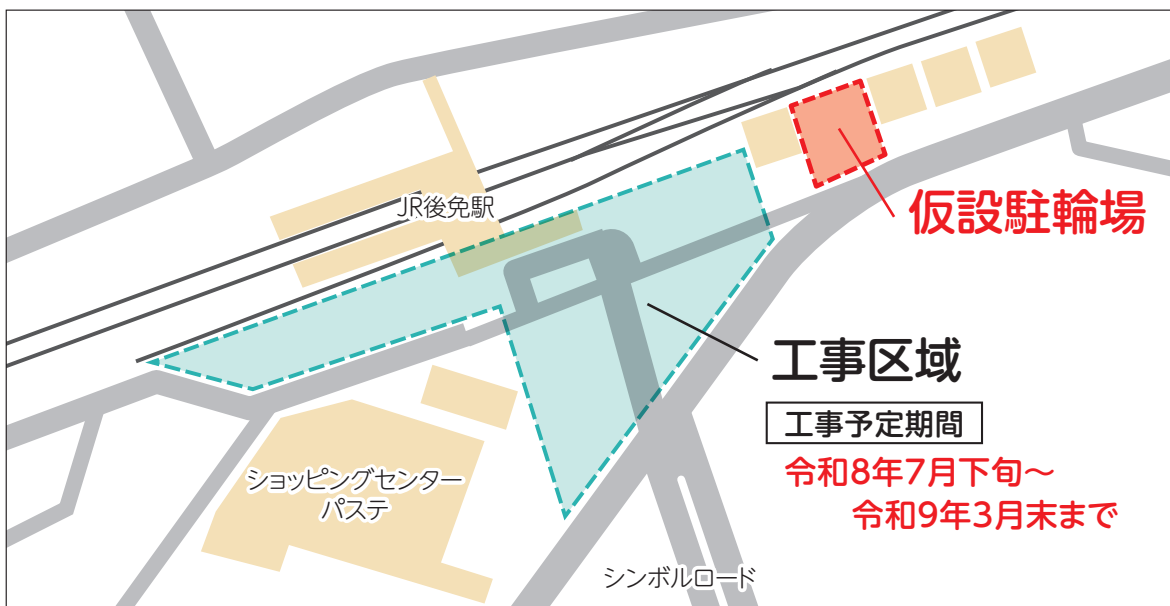 JR後免駅
仮設駐輪場
工事区域
工事予定期間
令和8年7月下旬～
令和9年3月末まで
ショッピングセンター
パステ
シンボルロード